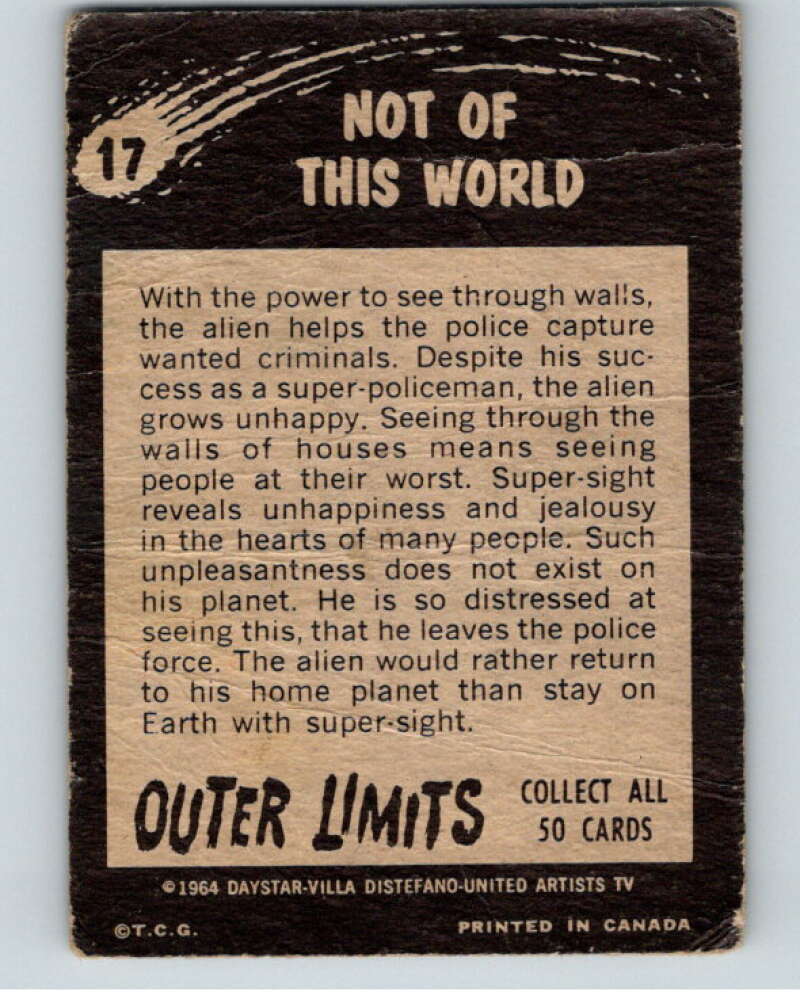 17
NOT OF
THIS WORLD
With the power to see through walls,
the alien helps the police capture
wanted criminals. Despite his suc-
cess as a super-policeman, the alien
grows unhappy. Seeing through the
walls of houses means seeing
people at their worst. Super-sight
reveals unhappiness and jealousy
in the hearts of many people. Such
unpleasantness does not exist on
his planet. He is so distressed at
seeing this, that he leaves the police
force. The alien would rather return
to his home planet than stay on
Earth with super-sight.
OUTER LIMITS
COLLECT ALL
50 CARDS
©1964 DAYSTAR-VILLA DISTEFANO-UNITED ARTISTS TV
©T.C.G.
PRINTED IN CANADA